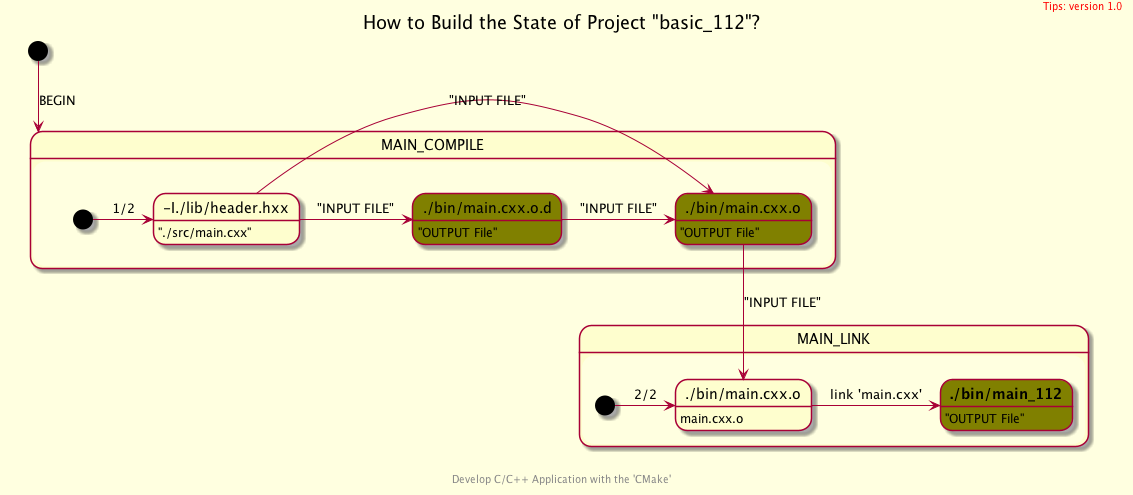 Tips: version 1.0
How to Build the State of Project "basic_112"?
BEGIN
"INPUT FILE"
MAIN_COMPILE
1/2
-I./lib/header.hxx
"./src/main.cxx"
"INPUT FILE"
./bin/main.cxx.o.d
"OUTPUT File"
"INPUT FILE"
./bin/main.cxx.o
"OUTPUT File"
"INPUT FILE"
MAIN_LINK
2/2
./bin/main.cxx.o
main.cxx.o
link 'main.cxx'
./bin/main_112
"OUTPUT File"
Develop C/C++ Application with the 'CMake'